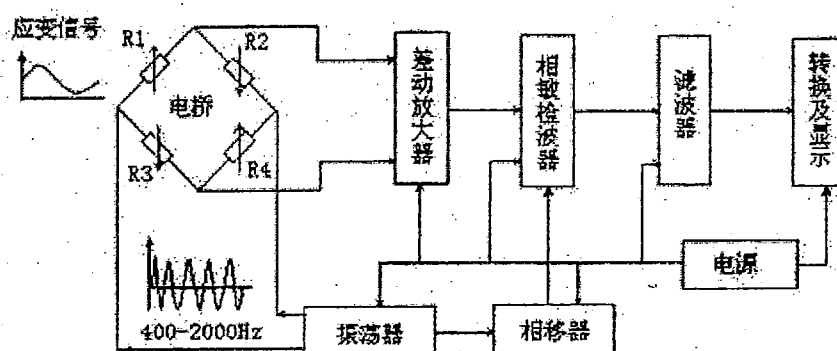 应变信号
R1
R2
电桥
R3
R4
差动放大器
相敏检波器
滤波器
转换及显示
电源
400-2000Hz
振荡器
相移器